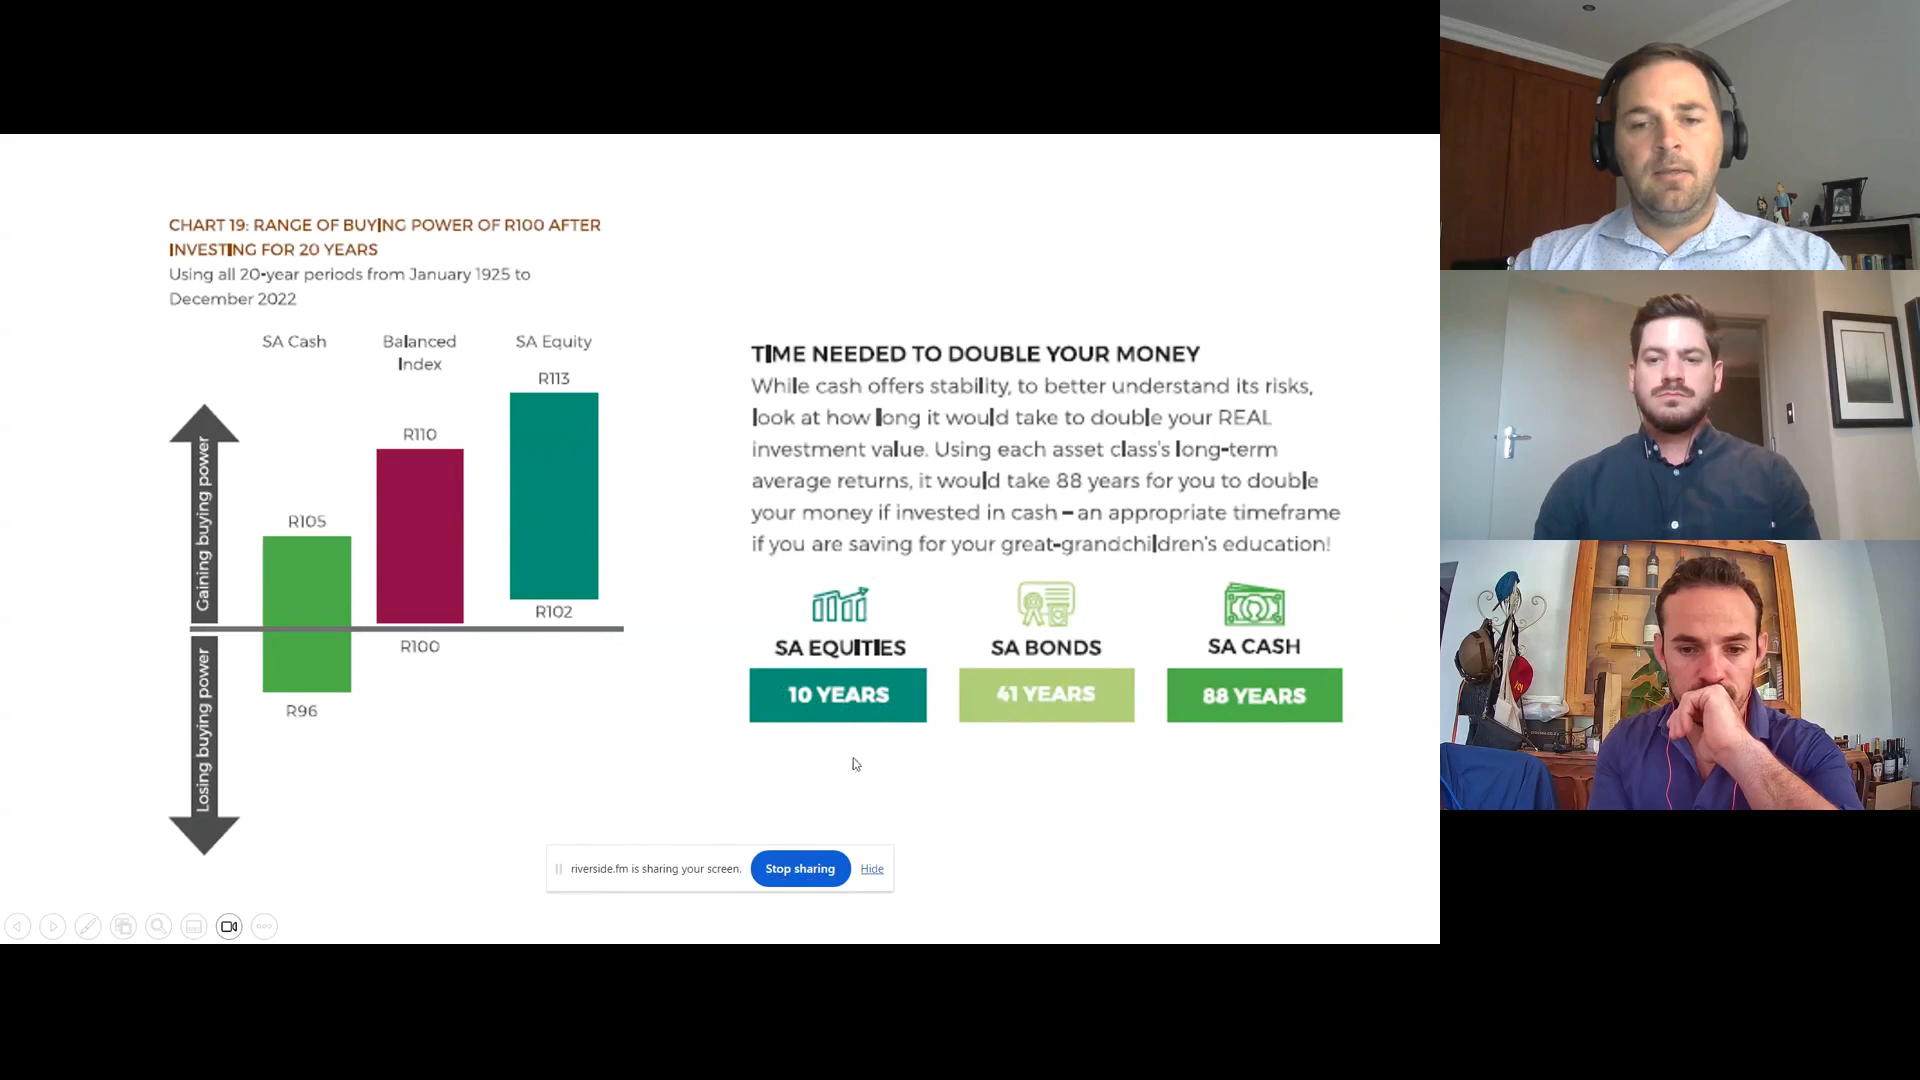 CHART 19: RANGE OF BUYING POWER OF R100 AFTER
INVESTING FOR 20 YEARS
Using all 20-year periods from January 1925 to
December 2022
SA Cash
Balanced
Index
SA Equity
R113
R110
R105
R102
R100
R96
Gaining buying power
Losing buying power
TIME NEEDED TO DOUBLE YOUR MONEY
While cash offers stability, to better understand its risks,
look at how long it would take to double your REAL
investment value. Using each asset class's long-term
average returns, it would take 88 years for you to double
your money if invested in cash – an appropriate timeframe
if you are saving for your great-grandchildren's education!
SA EQUITIES
SA BONDS
SA CASH
10 YEARS
41 YEARS
88 YEARS
riverside.fm is sharing your screen.
Stop sharing
Hide